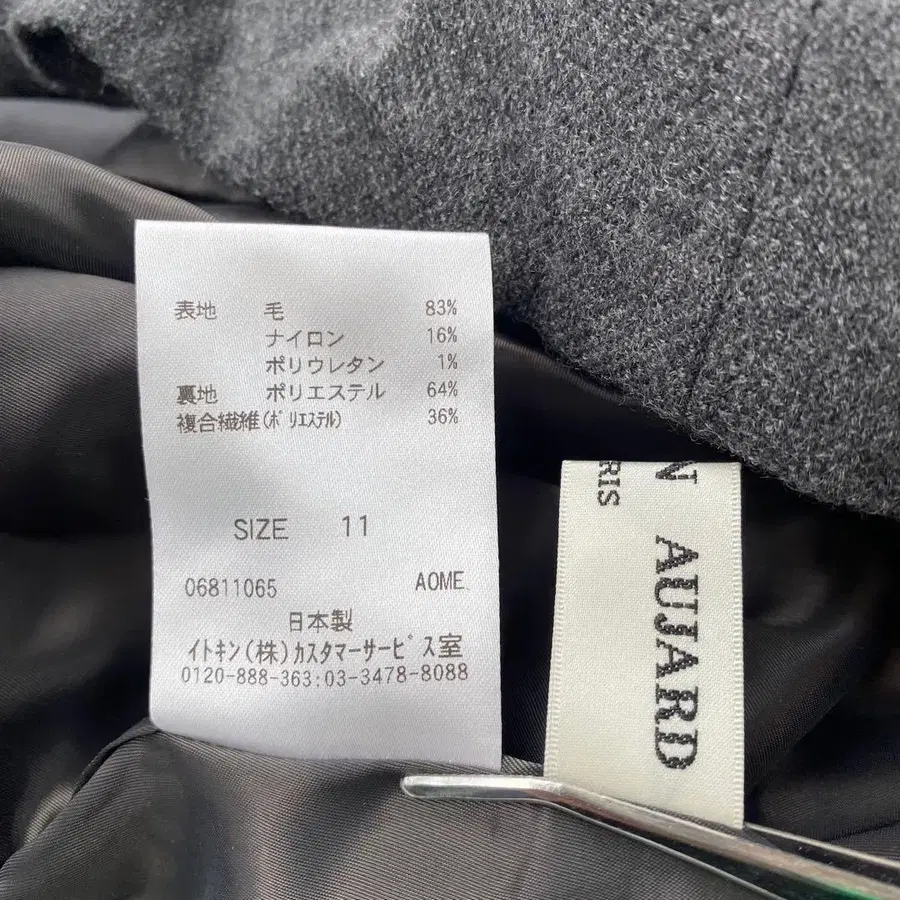 表地 毛 83%
ナイロン 16%
ポリウレタン 1%
裏地 ポリエステル 64%
複合繊維(ﾎﾟﾘｴｽﾃﾙ) 36%
SIZE 11
06811065 AOME.
日本製
イトキン(株)ｶｽﾀﾏｰｻｰﾋﾞｽ室
0120-888-363:03-3478-8088
N AUJARD
RIS